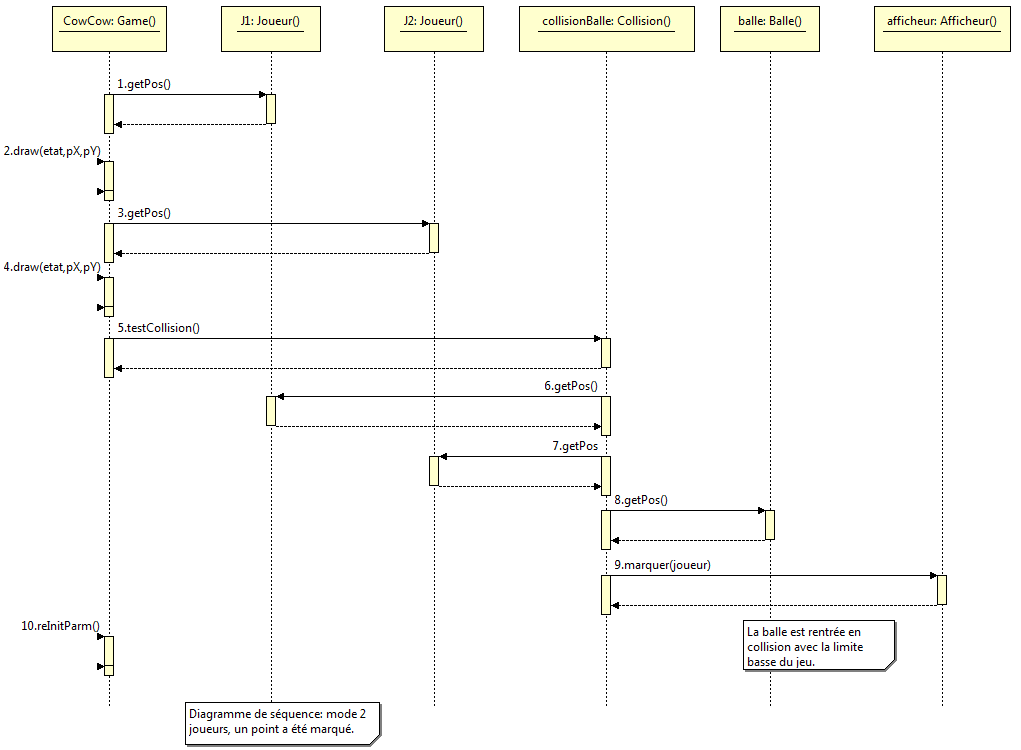 CowCow: Game()
J1: Joueur()
J2: Joueur()
collisionBalle: Collision()
balle: Balle()
afficheur: Afficheur()
1.getPos()
2.draw(etat,pX,pY)
3.getPos()
4.draw(etat,pX,pY)
5.testCollision()
6.getPos()
7.getPos
8.getPos()
9.marquer(joueur)
10.reInitParm()
La balle est rentrée en
collision avec la limite
basse du jeu.
Diagramme de séquence: mode 2
joueurs, un point a été marqué.